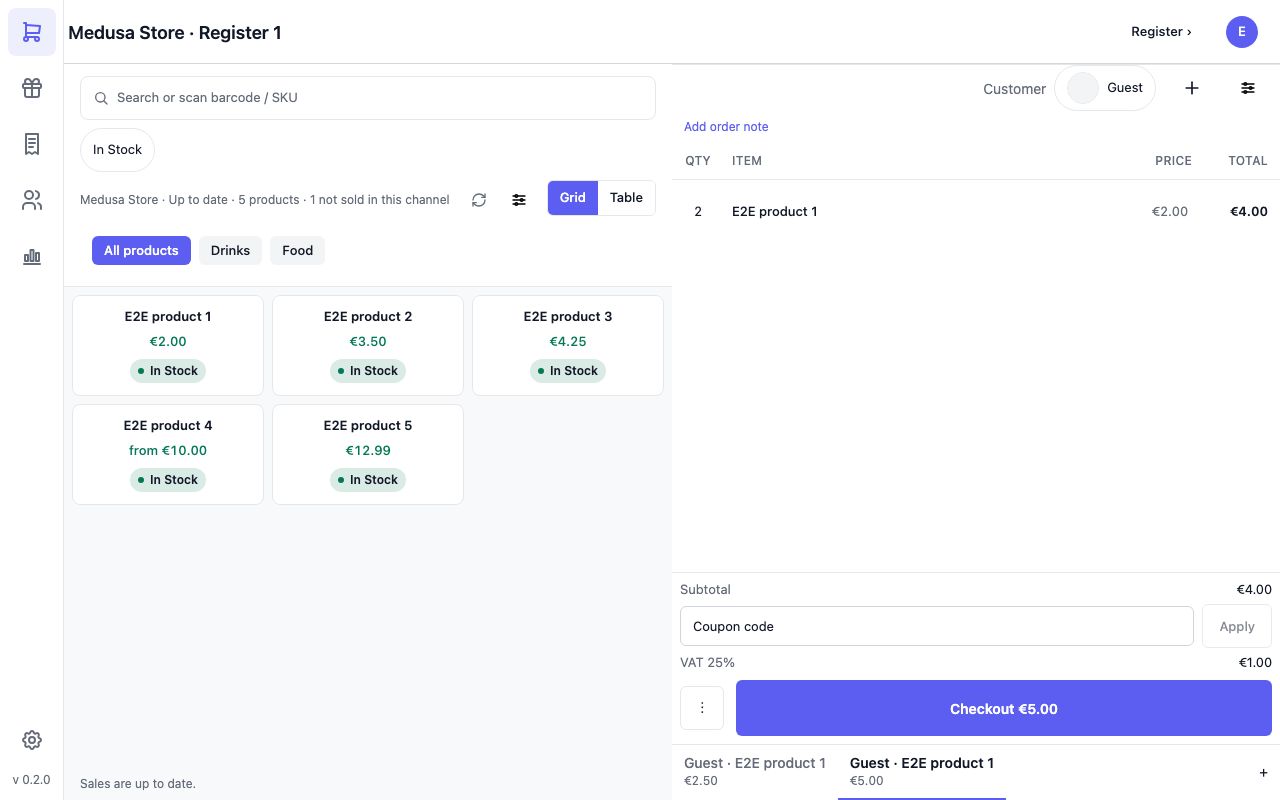 Medusa Store · Register 1
Register ›
E
Search or scan barcode / SKU
In Stock
Medusa Store · Up to date · 5 products · 1 not sold in this channel
Grid
Table
All products
Drinks
Food
E2E product 1
€2.00
In Stock
E2E product 2
€3.50
In Stock
E2E product 3
€4.25
In Stock
E2E product 4
from €10.00
In Stock
E2E product 5
€12.99
In Stock
Sales are up to date.
v 0.2.0
Customer
Guest
Add order note
QTY ITEM PRICE TOTAL
2 E2E product 1 €2.00 €4.00
Subtotal €4.00
Coupon code
Apply
VAT 25% €1.00
Checkout €5.00
Guest · E2E product 1
€2.50
Guest · E2E product 1
€5.00
+